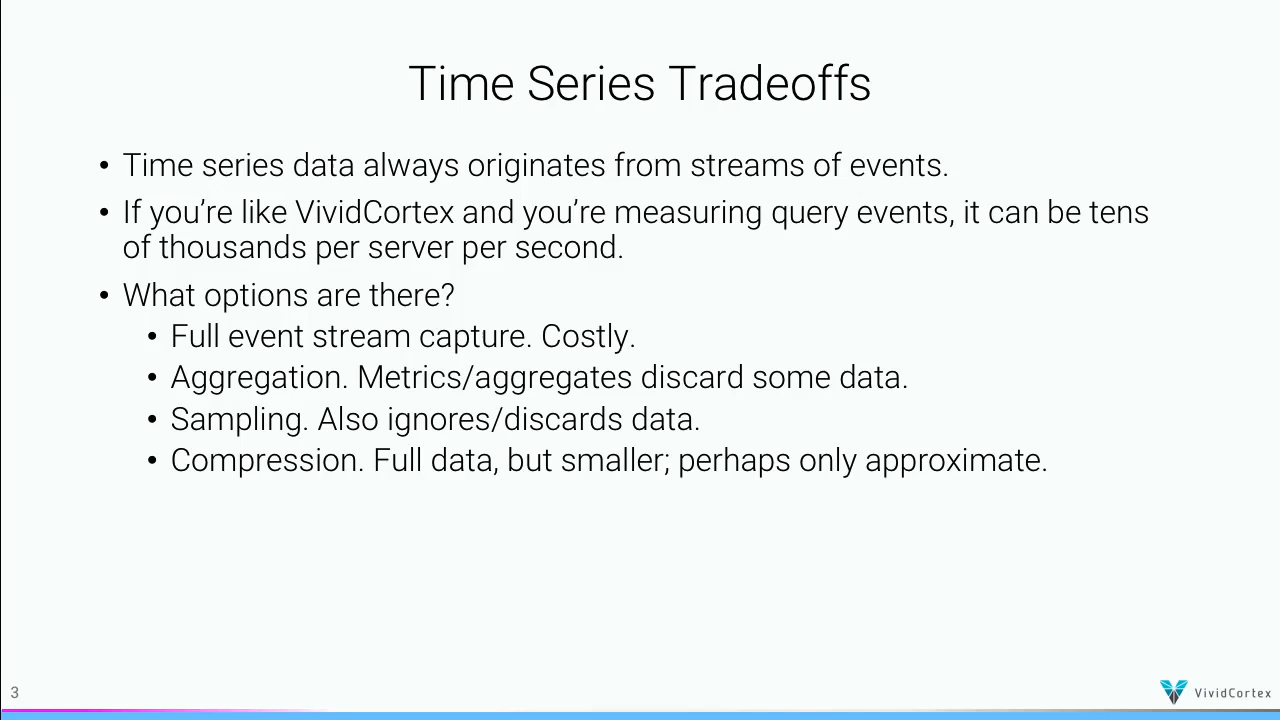 Time Series Tradeoffs
• Time series data always originates from streams of events.
• If you’re like VividCortex and you’re measuring query events, it can be tens
of thousands per server per second.
• What options are there?
• Full event stream capture. Costly.
• Aggregation. Metrics/aggregates discard some data.
• Sampling. Also ignores/discards data.
• Compression. Full data, but smaller; perhaps only approximate.
3
VividCortex